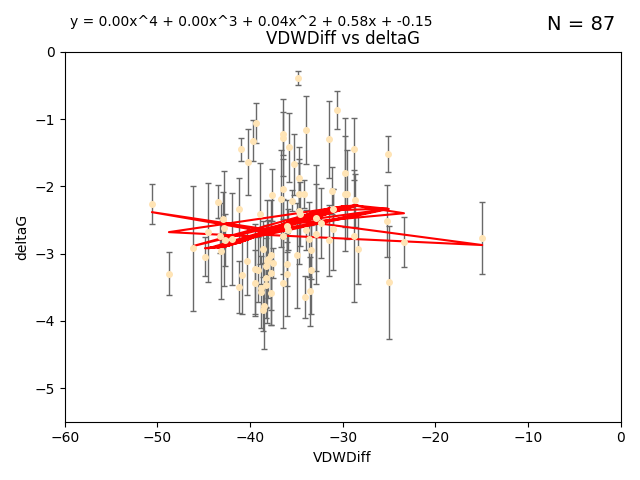 y = 0.00x^4 + 0.00x^3 + 0.04x^2 + 0.58x + -0.15
N = 87
VDWDiff vs deltaG
0
−1
−2
−3
−4
−5
deltaG
−60 −50 −40 −30 −20 −10 0
VDWDiff